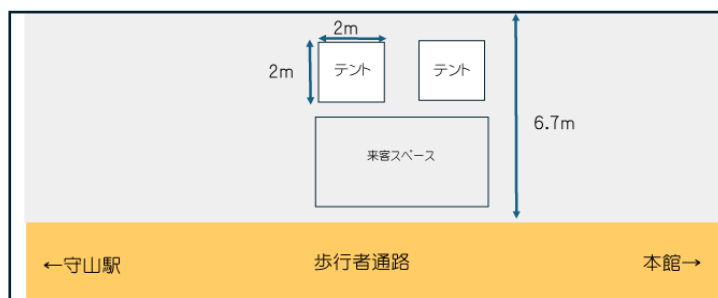 2m
2m
テント
テント
6.7m
来客スペース
←守山駅
歩行者通路
本館→